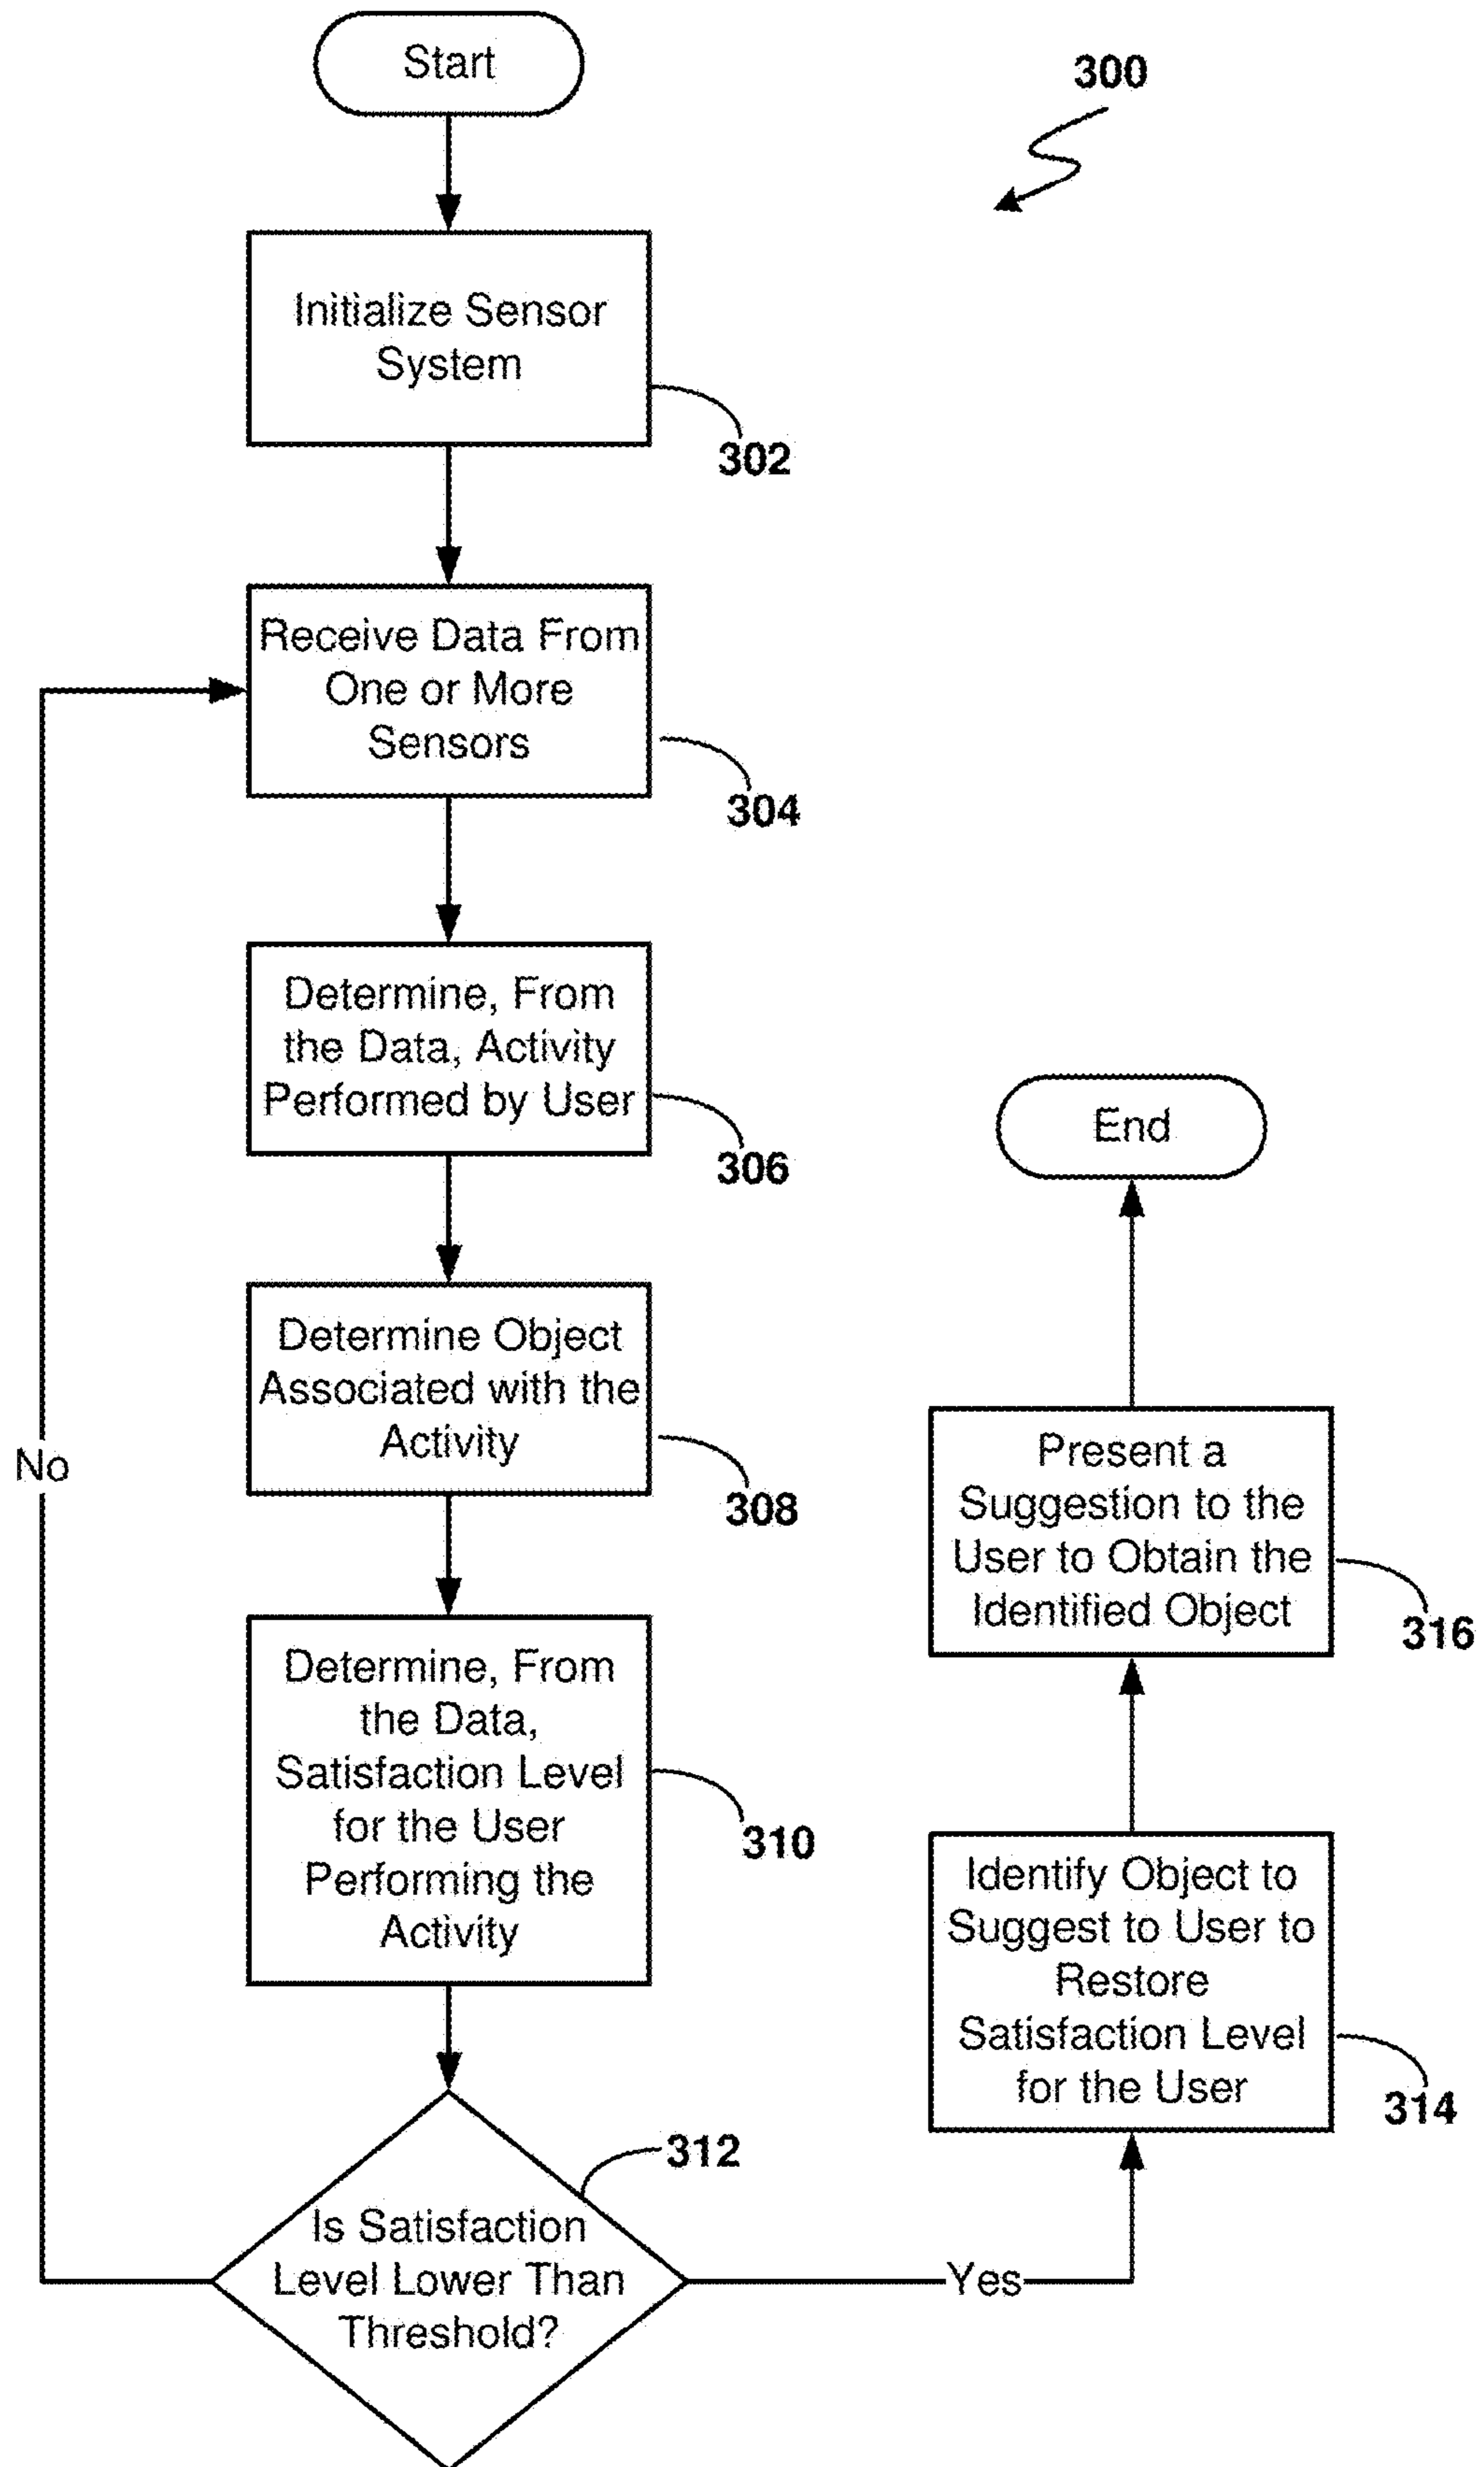 Start
300
Initialize Sensor
System
302
Receive Data From
One or More
Sensors
304
Determine, From
the Data, Activity
Performed by User
306
Determine Object
Associated with the
Activity
308
Determine, From
the Data,
Satisfaction Level
for the User
Performing the
Activity
310
312
Is Satisfaction
Level Lower Than
Threshold?
No
Yes
Identify Object to
Suggest to User to
Restore
Satisfaction Level
for the User
314
Present a
Suggestion to the
User to Obtain the
Identified Object
316
End